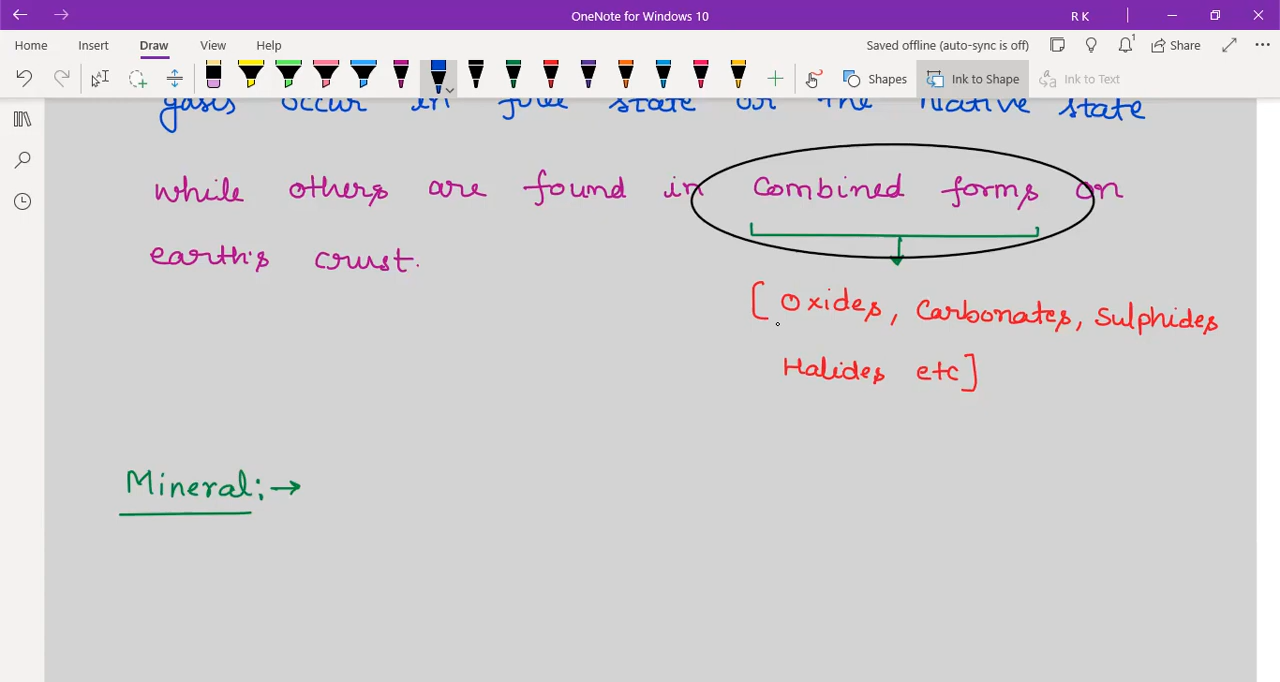 OneNote for Windows 10
R K
Home Insert Draw View Help
Saved offline (auto-sync is off)
1
Share
Shapes
Ink to Shape
Ink to Text
gases occur in free state or the Native state
while others are found in combined forms on
earth's crust.
[Oxides, Carbonates, Sulphides
Halides etc]
Mineral:→